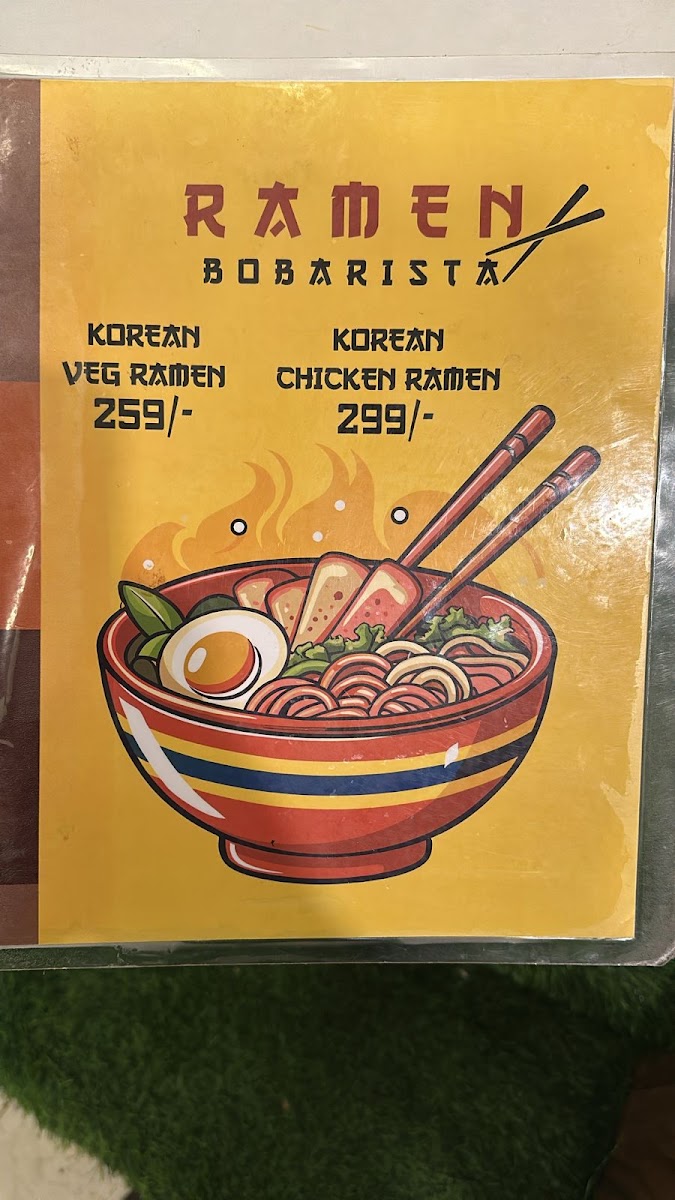 RAMEN
BOBARISTA
KOREAN
VEG RAMEN
259/-
KOREAN
CHICKEN RAMEN
299/-